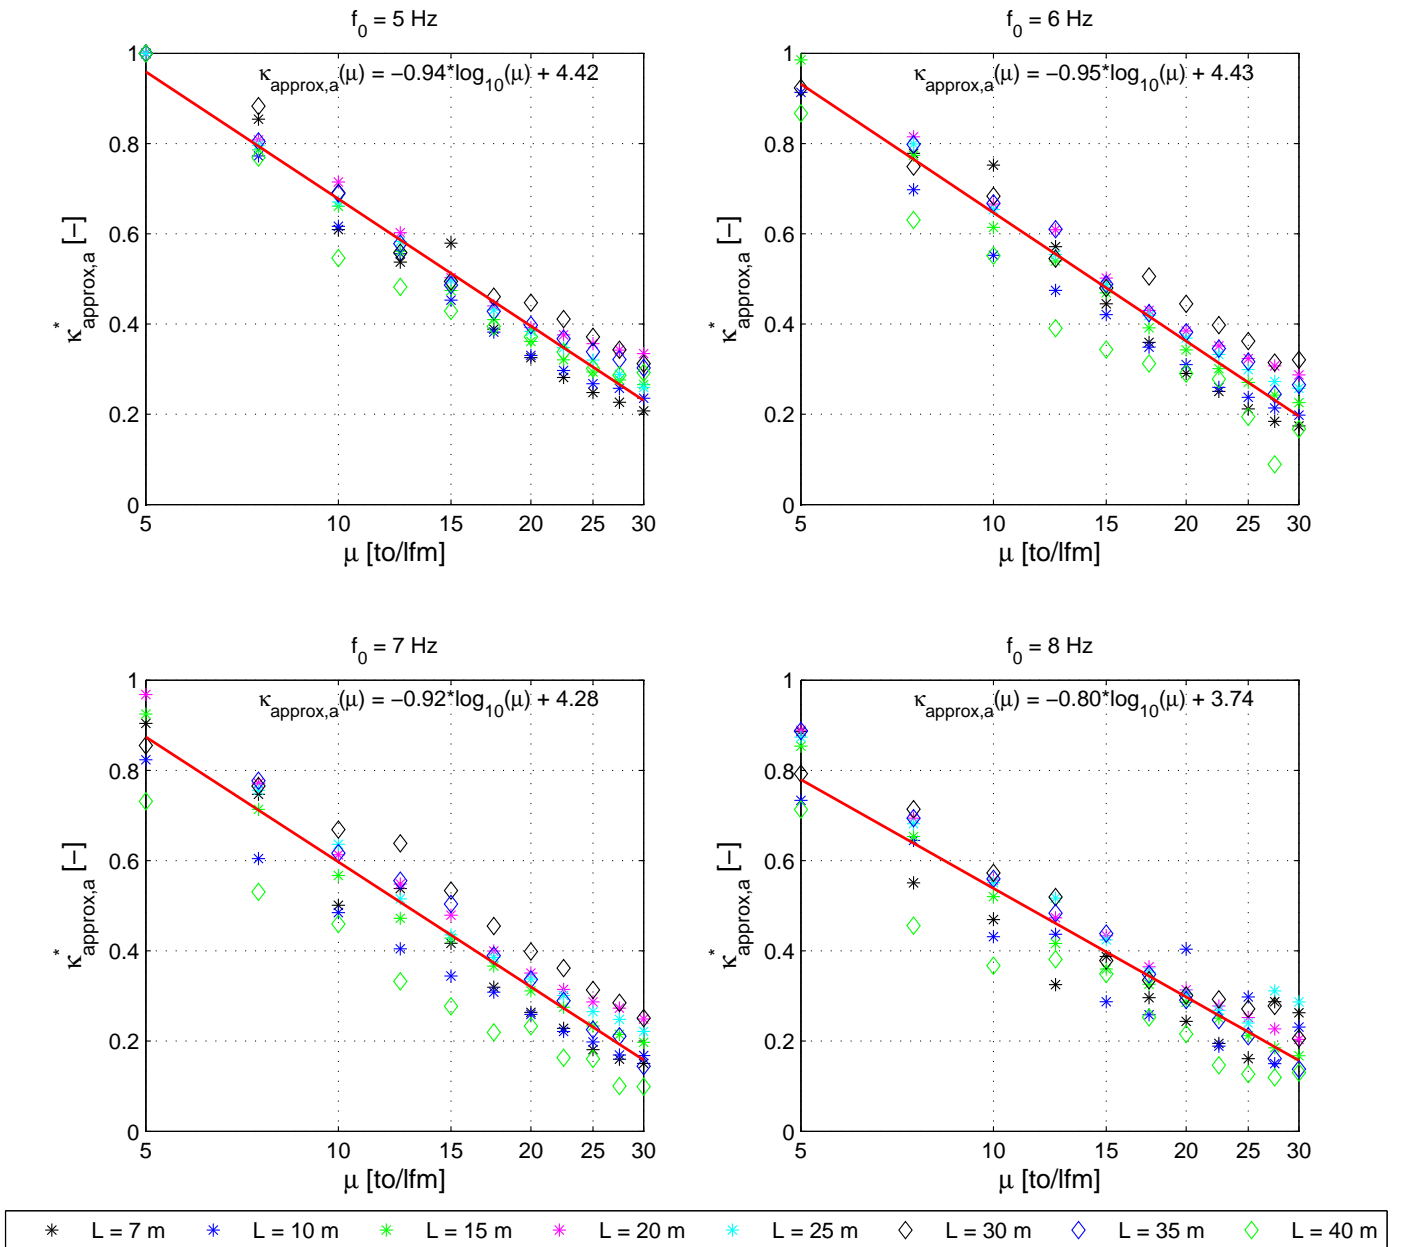 f0 = 5 Hz
κapprox,a(μ) = −0.94*log10(μ) + 4.42
κ*approx,a [−]
1
0.8
0.6
0.4
0.2
0
5 10 15 20 25 30
μ [to/lfm]
f0 = 6 Hz
κapprox,a(μ) = −0.95*log10(μ) + 4.43
κ*approx,a [−]
1
0.8
0.6
0.4
0.2
0
5 10 15 20 25 30
μ [to/lfm]
f0 = 7 Hz
κapprox,a(μ) = −0.92*log10(μ) + 4.28
κ*approx,a [−]
1
0.8
0.6
0.4
0.2
0
5 10 15 20 25 30
μ [to/lfm]
f0 = 8 Hz
κapprox,a(μ) = −0.80*log10(μ) + 3.74
κ*approx,a [−]
1
0.8
0.6
0.4
0.2
0
5 10 15 20 25 30
μ [to/lfm]
L = 7 m L = 10 m L = 15 m L = 20 m L = 25 m L = 30 m L = 35 m L = 40 m